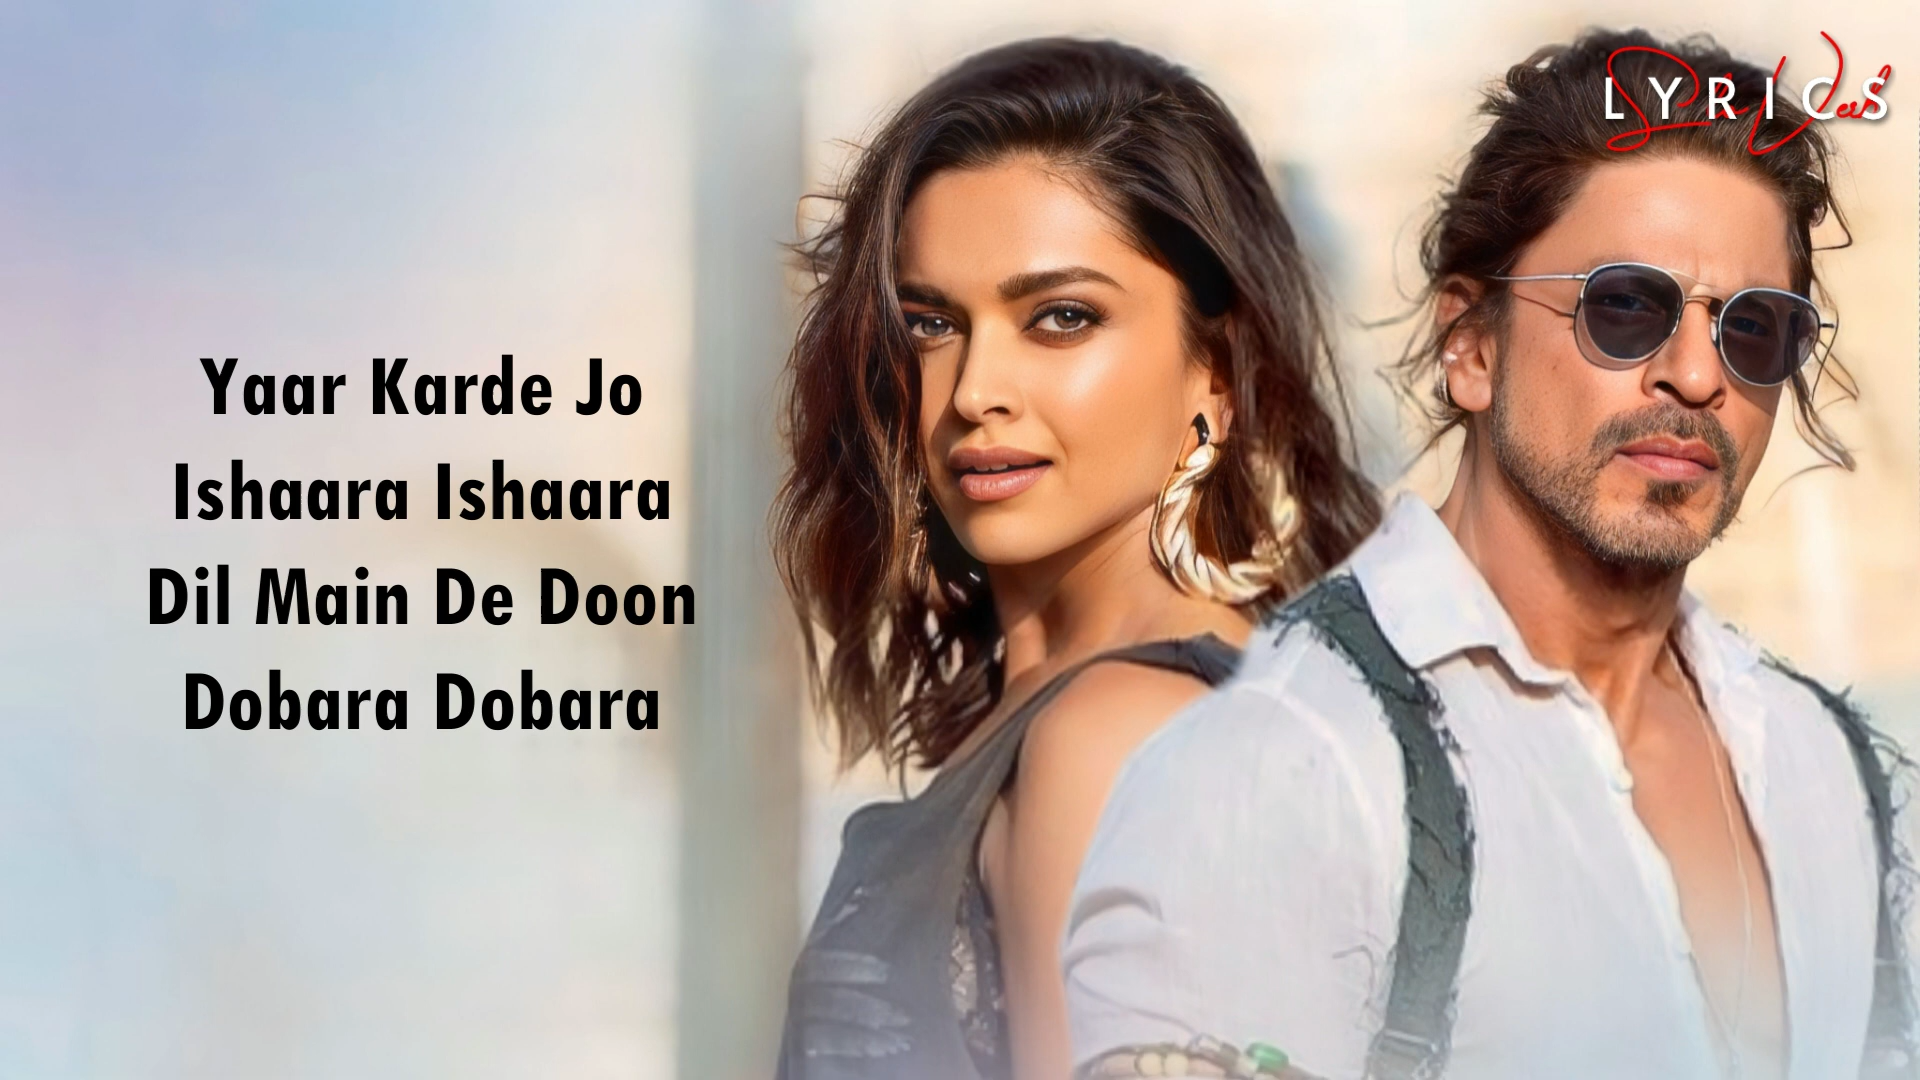 LYRICS
Yaar Karde Jo
Ishaara Ishaara
Dil Main De Doon
Dobara Dobara